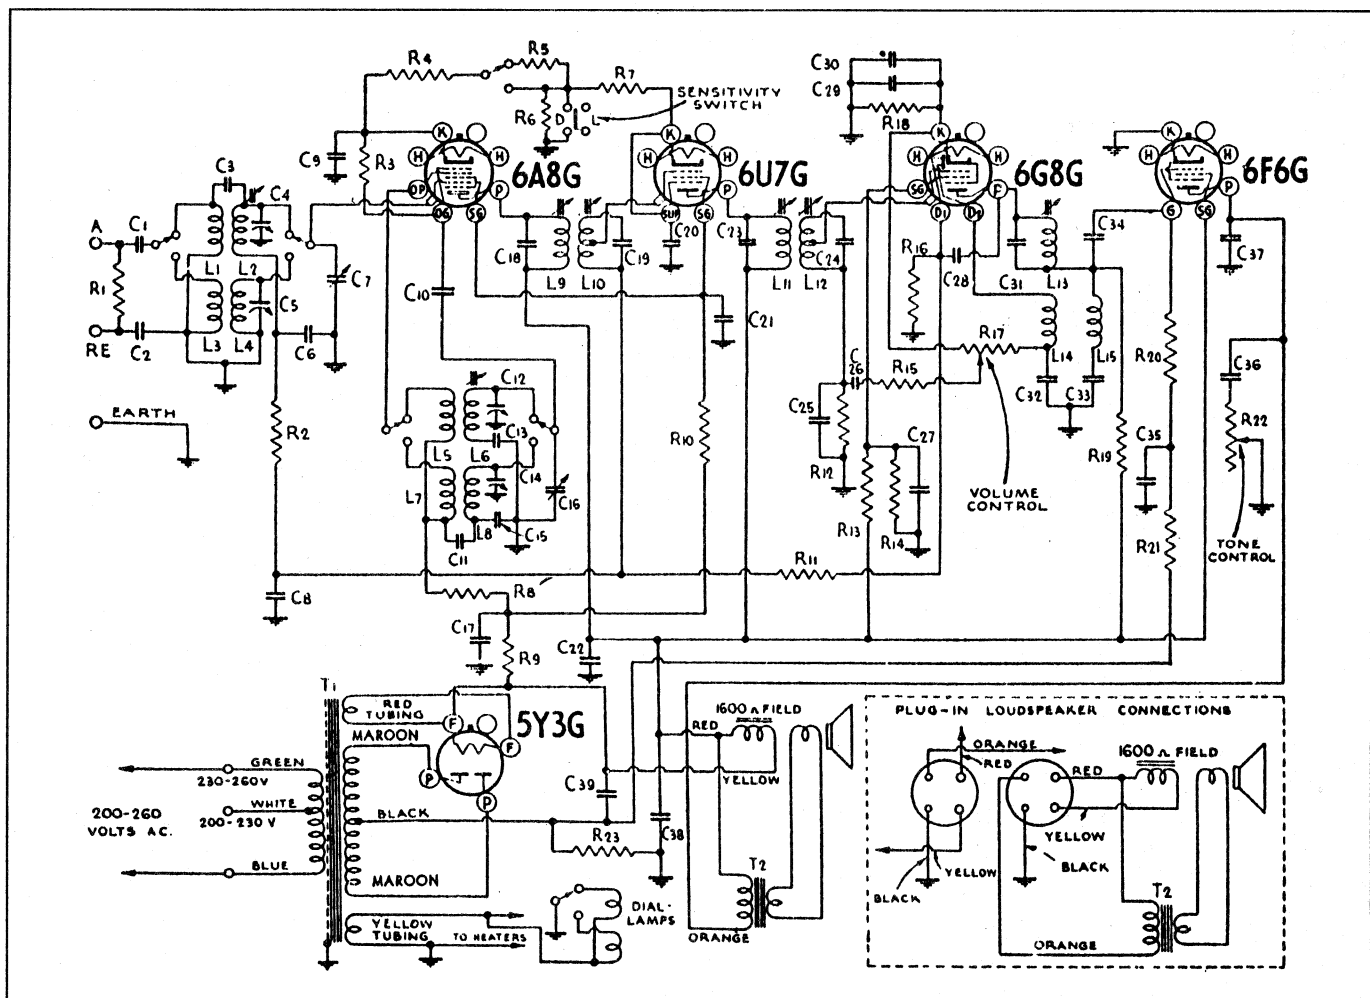 R4
R5
R7
SENSITIVITY
SWITCH
R6
D
L
C30
C29
R18
C9
R3
K
H
H
6A8G
OP
P
OG
SG
K
H
H
6U7G
SUP
SG
P
K
H
H
6G8G
SG
D1
P
K
H
H
6F6G
G
SG
P
C3
C4
A
C1
R1
RE
C2
L1
L2
L3
L4
C5
C6
C7
EARTH
R2
C8
C10
C18
L9
L10
C19
C20
C21
C23
L11
L12
C24
R16
C28
C31
L13
C34
C37
R17
L14
L15
C32
C33
R20
C36
R22
C26
R15
C25
R12
C27
R13
R14
VOLUME
CONTROL
R19
C35
R21
TONE
CONTROL
C12
C13
C14
C16
L5
L6
L7
L8
C15
C11
R10
R11
R8
C17
R9
C22
T1
RED
TUBING
MAROON
F
F
5Y3G
P
P
GREEN
230-260V
WHITE
200-230 V
200-260
VOLTS AC.
BLUE
BLACK
MAROON
YELLOW
TUBING
TO HEATERS
C39
R23
C38
DIAL
LAMPS
RED
1600 Ω FIELD
YELLOW
T2
ORANGE
PLUG-IN LOUDSPEAKER CONNECTIONS
ORANGE
RED
RED
1600 Ω FIELD
YELLOW
BLACK
BLACK
YELLOW
T2
ORANGE